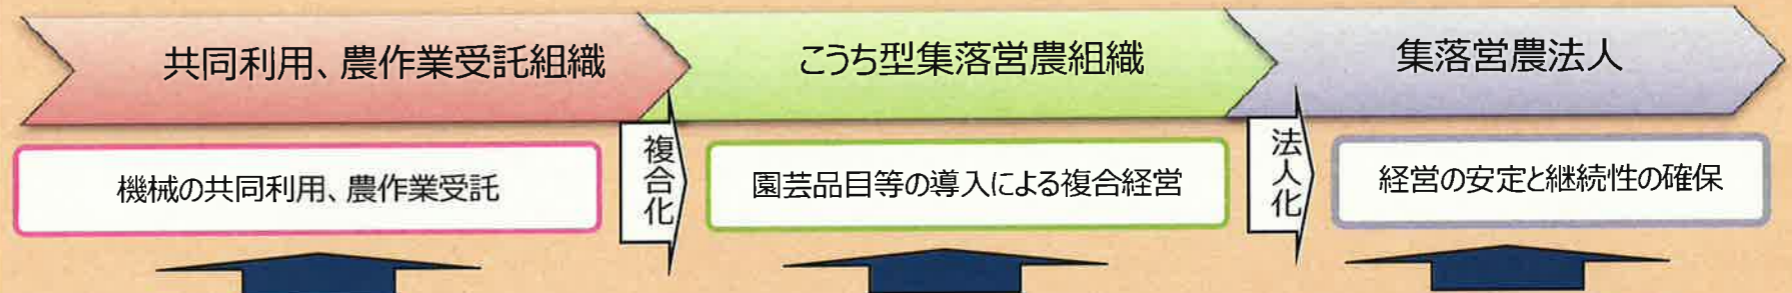 共同利用、農作業受託組織
こうち型集落営農組織
集落営農法人
機械の共同利用、農作業受託
複合化
園芸品目等の導入による複合経営
法人化
経営の安定と継続性の確保